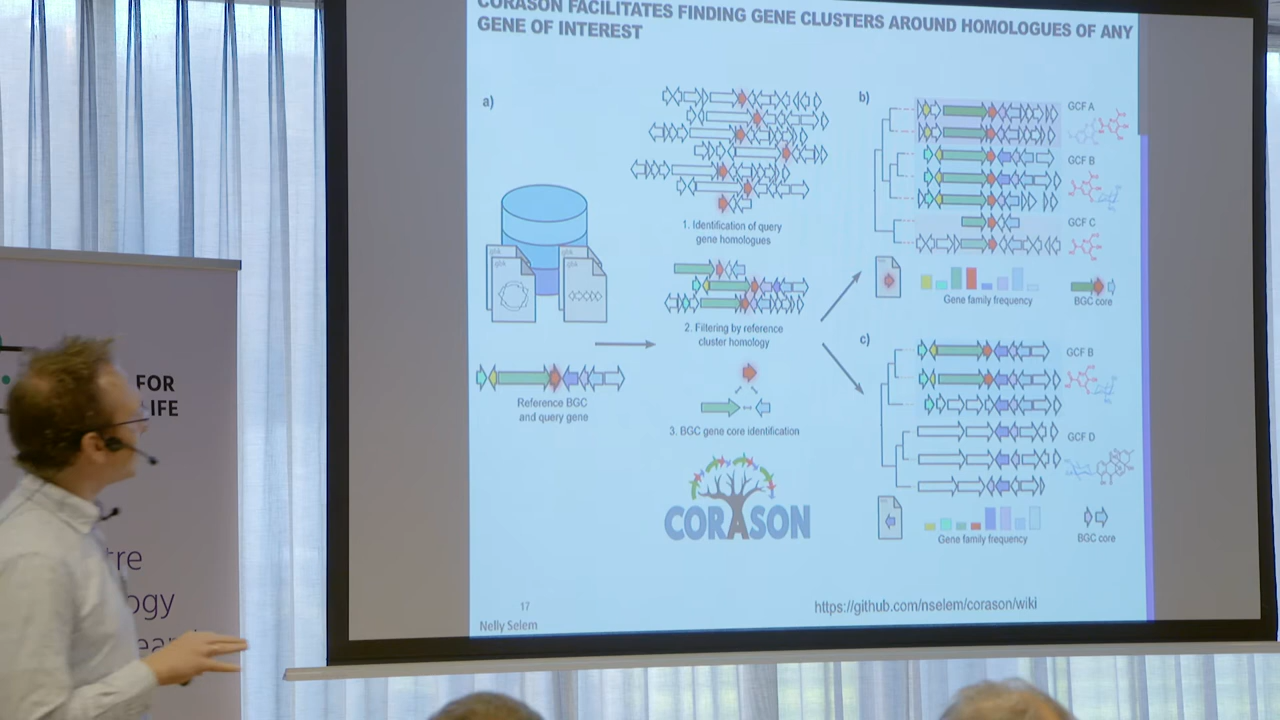 CORASON FACILITATES FINDING GENE CLUSTERS AROUND HOMOLOGUES OF ANY
GENE OF INTEREST
a)
Reference BGC
and query gene
1. Identification of query
gene homologues
2. Filtering by reference
cluster homology
3. BGC gene core identification
CORASON
b)
GCF A
GCF B
GCF C
Gene family frequency
BGC core
c)
GCF B
GCF D
Gene family frequency
BGC core
17
Nelly Selem
https://github.com/nselem/corason/wiki
FOR
IFE
tre
ogy